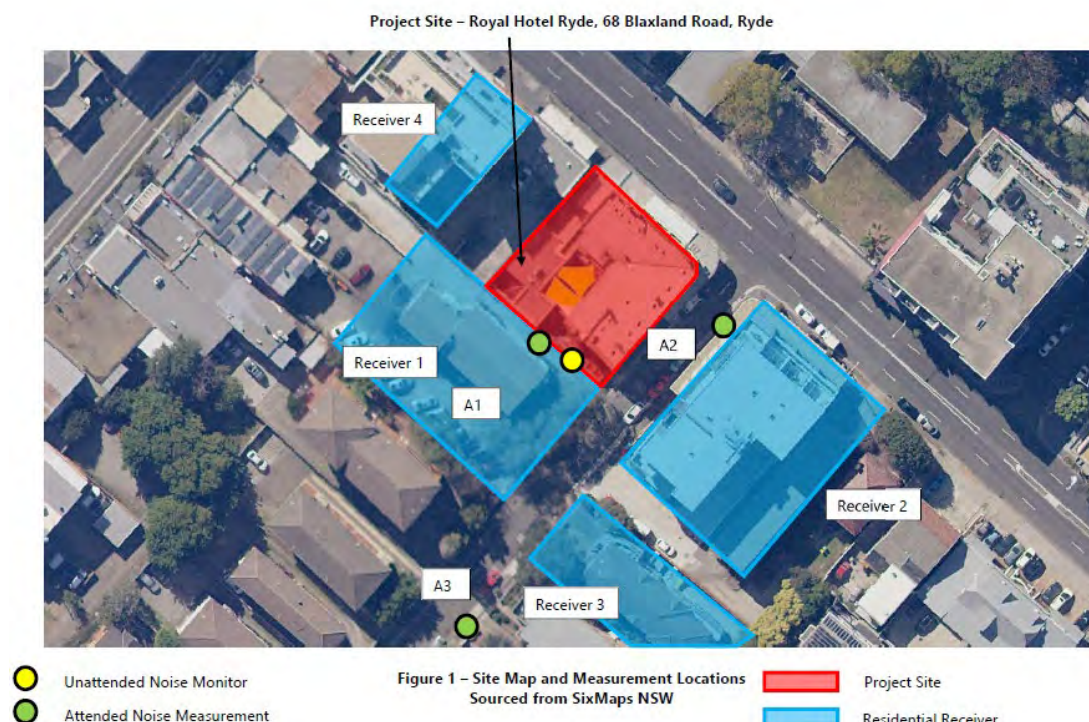 Project Site – Royal Hotel Ryde, 68 Blaxland Road, Ryde
Receiver 4
Receiver 1
A2
A1
Receiver 2
A3
Receiver 3
Unattended Noise Monitor
Attended Noise Measurement
Figure 1 – Site Map and Measurement Locations
Sourced from SixMaps NSW
Project Site
Residential Receiver